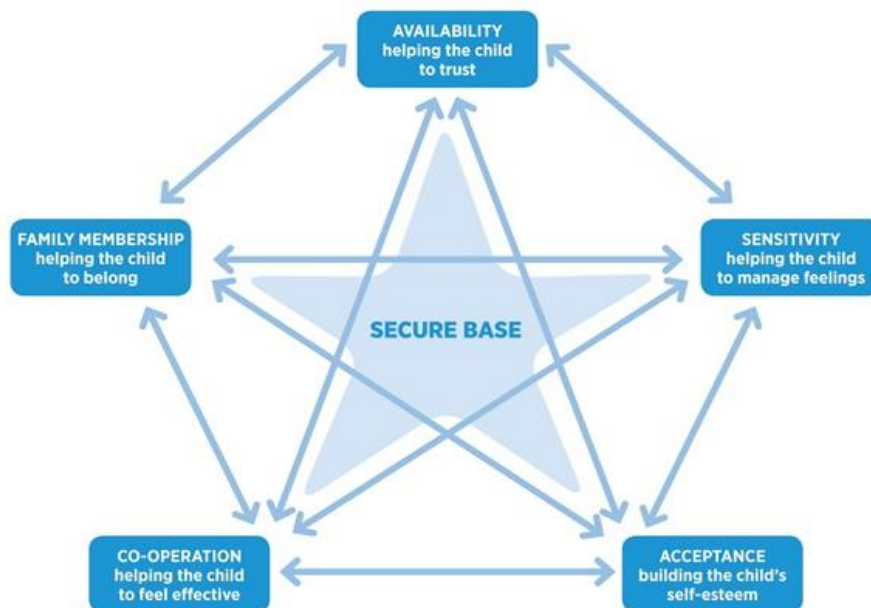 AVAILABILITY
helping the child
to trust
FAMILY MEMBERSHIP
helping the child
to belong
SENSITIVITY
helping the child
to manage feelings
SECURE BASE
CO-OPERATION
helping the child
to feel effective
ACCEPTANCE
building the child's
self-esteem